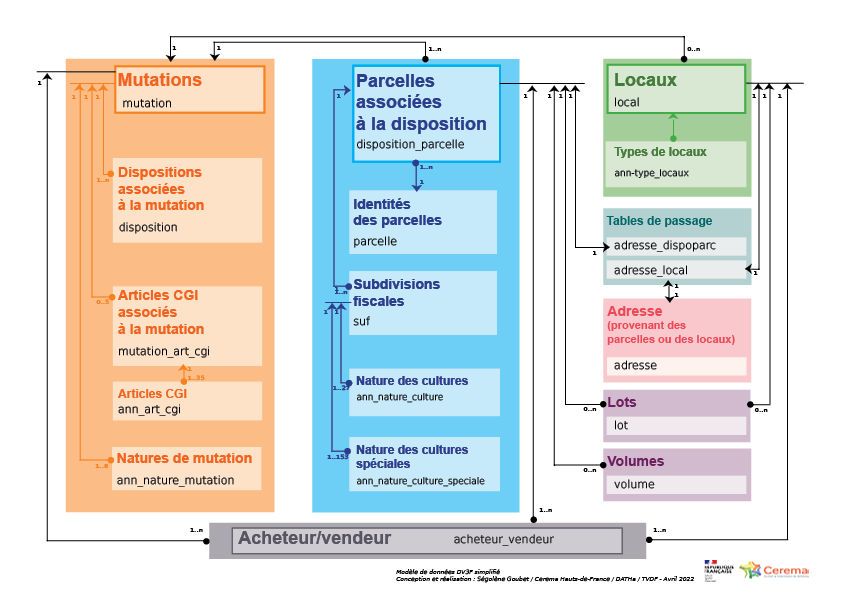 1
1
1..n
0..n
1
Mutations
mutation
1
1
1
Dispositions
associées
à la mutation
disposition
1..n
Articles CGI
associés
à la mutation
mutation_art_cgi
0..5
1
1..35
Articles CGI
ann_art_cgi
Natures de mutation
ann_nature_mutation
1..8
Parcelles
associées
à la disposition
disposition_parcelle
1
1..n
1
Identités
des parcelles
parcelle
Subdivisions
fiscales
suf
1..n
1
1
Nature des cultures
ann_nature_culture
1..27
Nature des cultures
spéciales
ann_nature_culture_speciale
1..153
1
1
1
1
Locaux
local
1
1
1
Types de locaux
ann-type_locaux
Tables de passage
adresse_dispoparc
1
adresse_local
1
1
1
Adresse
(provenant des
parcelles ou des locaux)
adresse
Lots
lot
0..n
0..n
Volumes
volume
0..n
1..n
1..n
1..n
Acheteur/vendeur
acheteur_vendeur
Modèle de données DV3F simplifié
Conception et réalisation : Ségolène Goubet / Cerema Hauts-de-France / DATHa / TVDF - Avril 2022
RÉPUBLIQUE
FRANÇAISE
Cerema